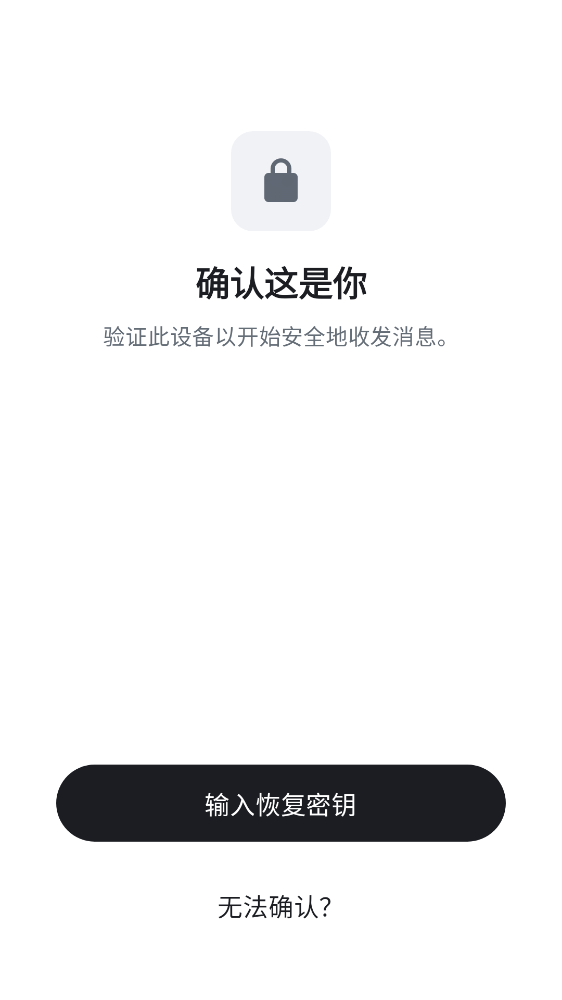 确认这是你
验证此设备以开始安全地收发消息。
输入恢复密钥
无法确认？